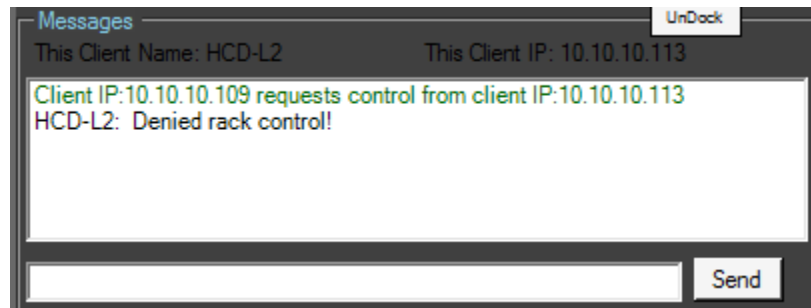 Messages
UnDock
This Client Name: HCD-L2 This Client IP: 10.10.10.113
Client IP:10.10.10.109 requests control from client IP:10.10.10.113
HCD-L2: Denied rack control!
Send